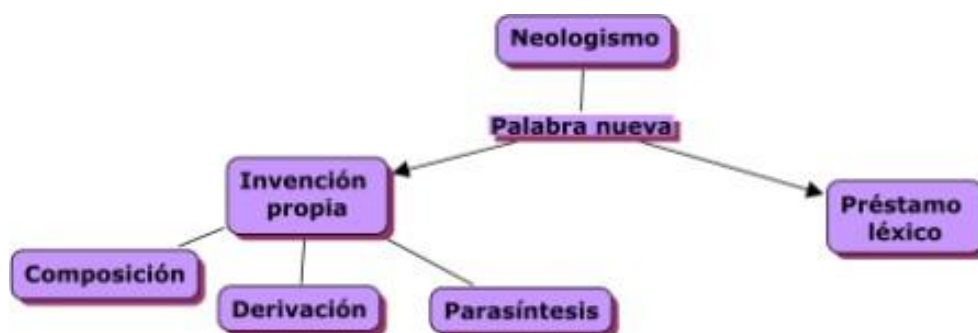 Neologismo
Palabra nueva
Invención
propia
Préstamo
léxico
Composición
Derivación
Parasíntesis